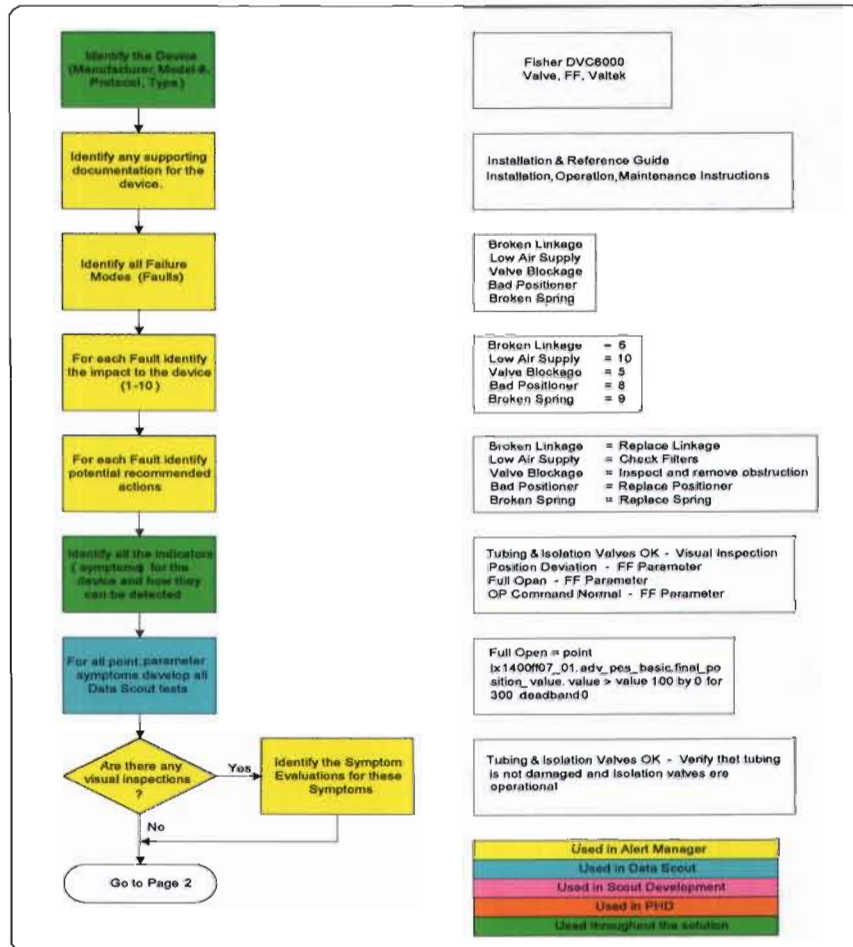 Identify the Device
(Manufacturer, Model #,
Protocol, Type.)
Fisher DVC6000
Valve, FF, Valtek
Identify any supporting
documentation for the
device.
Installation & Reference Guide
Installation, Operation, Maintenance Instructions
Identify all Failure
Modes (Faults)
Broken Linkage
Low Air Supply
Valve Blockage
Bad Positioner
Broken Spring
For each Fault identify
the impact to the device
(1-10)
Broken Linkage = 6
Low Air Supply = 10
Valve Blockage = 5
Bad Positioner = 8
Broken Spring = 9
For each Fault identify
potential recommended
actions
Broken Linkage = Replace Linkage
Low Air Supply = Check Filters
Valve Blockage = Inspect and remove obstruction
Bad Positioner = Replace Positioner
Broken Spring = Replace Spring
Identify all the indicators
(symptoms) for the
device and how they
can be detected
Tubing & Isolation Valves OK - Visual Inspection
Position Deviation - FF Parameter
Full Open - FF Parameter
OP Command Normal - FF Parameter
For all point.parameter
symptoms develop all
Data Scout tests
Full Open = point
lx1400ff07_01.adv_pos_basic.final_po
sition_value. value > value 100 by 0 for
300 deadband 0
Are there any
visual inspections
?
Yes
Identify the Symptom
Evaluations for these
Symptoms
Tubing & Isolation Valves OK - Verify that tubing
is not damaged and Isolation valves are
operational
No
Go to Page 2
Used in Alert Manager
Used in Data Scout
Used in Scout Development
Used in PHD
Used throughout the solution